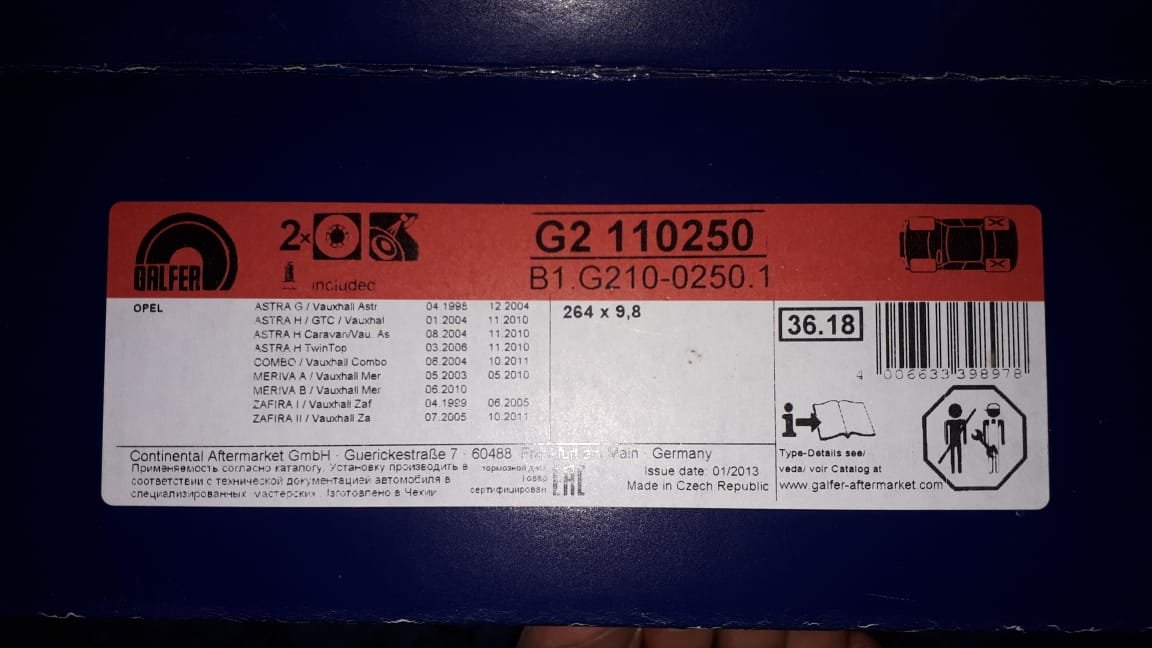 GALFER
2x
included
G2 110250
B1.G210-0250.1
OPEL
ASTRA G / Vauxhall Astr 04.1998 12.2004
ASTRA H / GTC / Vauxhal 01.2004 11.2010
ASTRA H Caravan/Vau. As 08.2004 11.2010
ASTRA H TwinTop 03.2006 11.2010
COMBO / Vauxhall Combo 06.2004 10.2011
MERIVA A / Vauxhall Mer 05.2003 05.2010
MERIVA B / Vauxhall Mer 06.2010
ZAFIRA I / Vauxhall Zaf 04.1999 06.2005
ZAFIRA II / Vauxhall Za 07.2005 10.2011
264 x 9,8
36.18
4 006633 398978
i
Type-Details see/
veda/ voir Catalog at
www.galfer-aftermarket.com
Continental Aftermarket GmbH · Guerickestraße 7 · 60488 Frankfurt am Main · Germany
Применяемость согласно каталогу. Установку производить в
соответствии с технической документацией автомобиля в
специализированных мастерских. Изготовлено в Чехии
тормозной диск
Товар
сертифицирован
EAC
Issue date: 01/2013
Made in Czech Republic